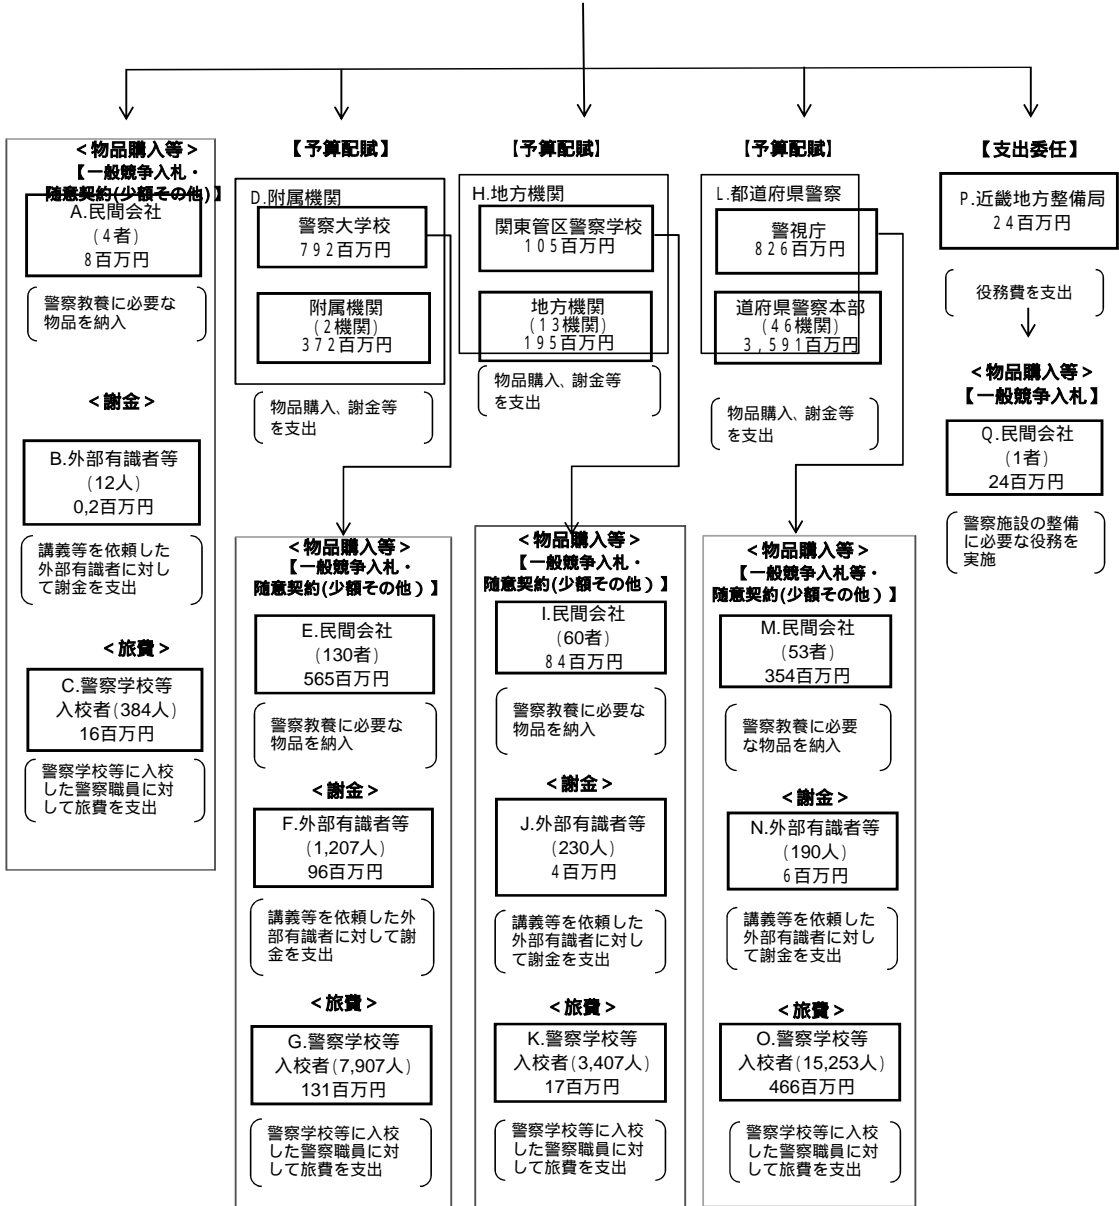 ＜物品購入等＞
【一般競争入札・
随意契約(少額その他)】
A.民間会社
(4者)
8百万円
警察教養に必要な
物品を納入
＜謝金＞
B.外部有識者等
(12人)
0,2百万円
講義等を依頼した
外部有識者に対し
て謝金を支出
＜旅費＞
C.警察学校等
入校者(384人)
16百万円
警察学校等に入校
した警察職員に対
して旅費を支出
【予算配賦】
D.附属機関
警察大学校
792百万円
附属機関
(2機関)
372百万円
物品購入、謝金等
を支出
＜物品購入等＞
【一般競争入札・
随意契約(少額その他)】
E.民間会社
(130者)
565百万円
警察教養に必要な
物品を納入
＜謝金＞
F.外部有識者等
(1,207人)
96百万円
講義等を依頼した外
部有識者に対して謝
金を支出
＜旅費＞
G.警察学校等
入校者(7,907人)
131百万円
警察学校等に入校
した警察職員に対
して旅費を支出
【予算配賦】
H.地方機関
関東管区警察学校
105百万円
地方機関
(13機関)
195百万円
物品購入、謝金等
を支出
＜物品購入等＞
【一般競争入札・
随意契約(少額その他)】
I.民間会社
(60者)
84百万円
警察教養に必要な
物品を納入
＜謝金＞
J.外部有識者等
(230人)
4百万円
講義等を依頼した
外部有識者に対し
て謝金を支出
＜旅費＞
K.警察学校等
入校者(3,407人)
17百万円
警察学校等に入校
した警察職員に対
して旅費を支出
【予算配賦】
L.都道府県警察
警視庁
826百万円
道府県警察本部
(46機関)
3,591百万円
物品購入、謝金等
を支出
＜物品購入等＞
【一般競争入札等・
随意契約(少額その他)】
M.民間会社
(53者)
354百万円
警察教養に必要
な物品を納入
＜謝金＞
N.外部有識者等
(190人)
6百万円
講義等を依頼した
外部有識者に対し
て謝金を支出
＜旅費＞
O.警察学校等
入校者(15,253人)
466百万円
警察学校等に入校
した警察職員に対
して旅費を支出
【支出委任】
P.近畿地方整備局
24百万円
役務費を支出
＜物品購入等＞
【一般競争入札】
Q.民間会社
(1者)
24百万円
警察施設の整備
に必要な役務を
実施